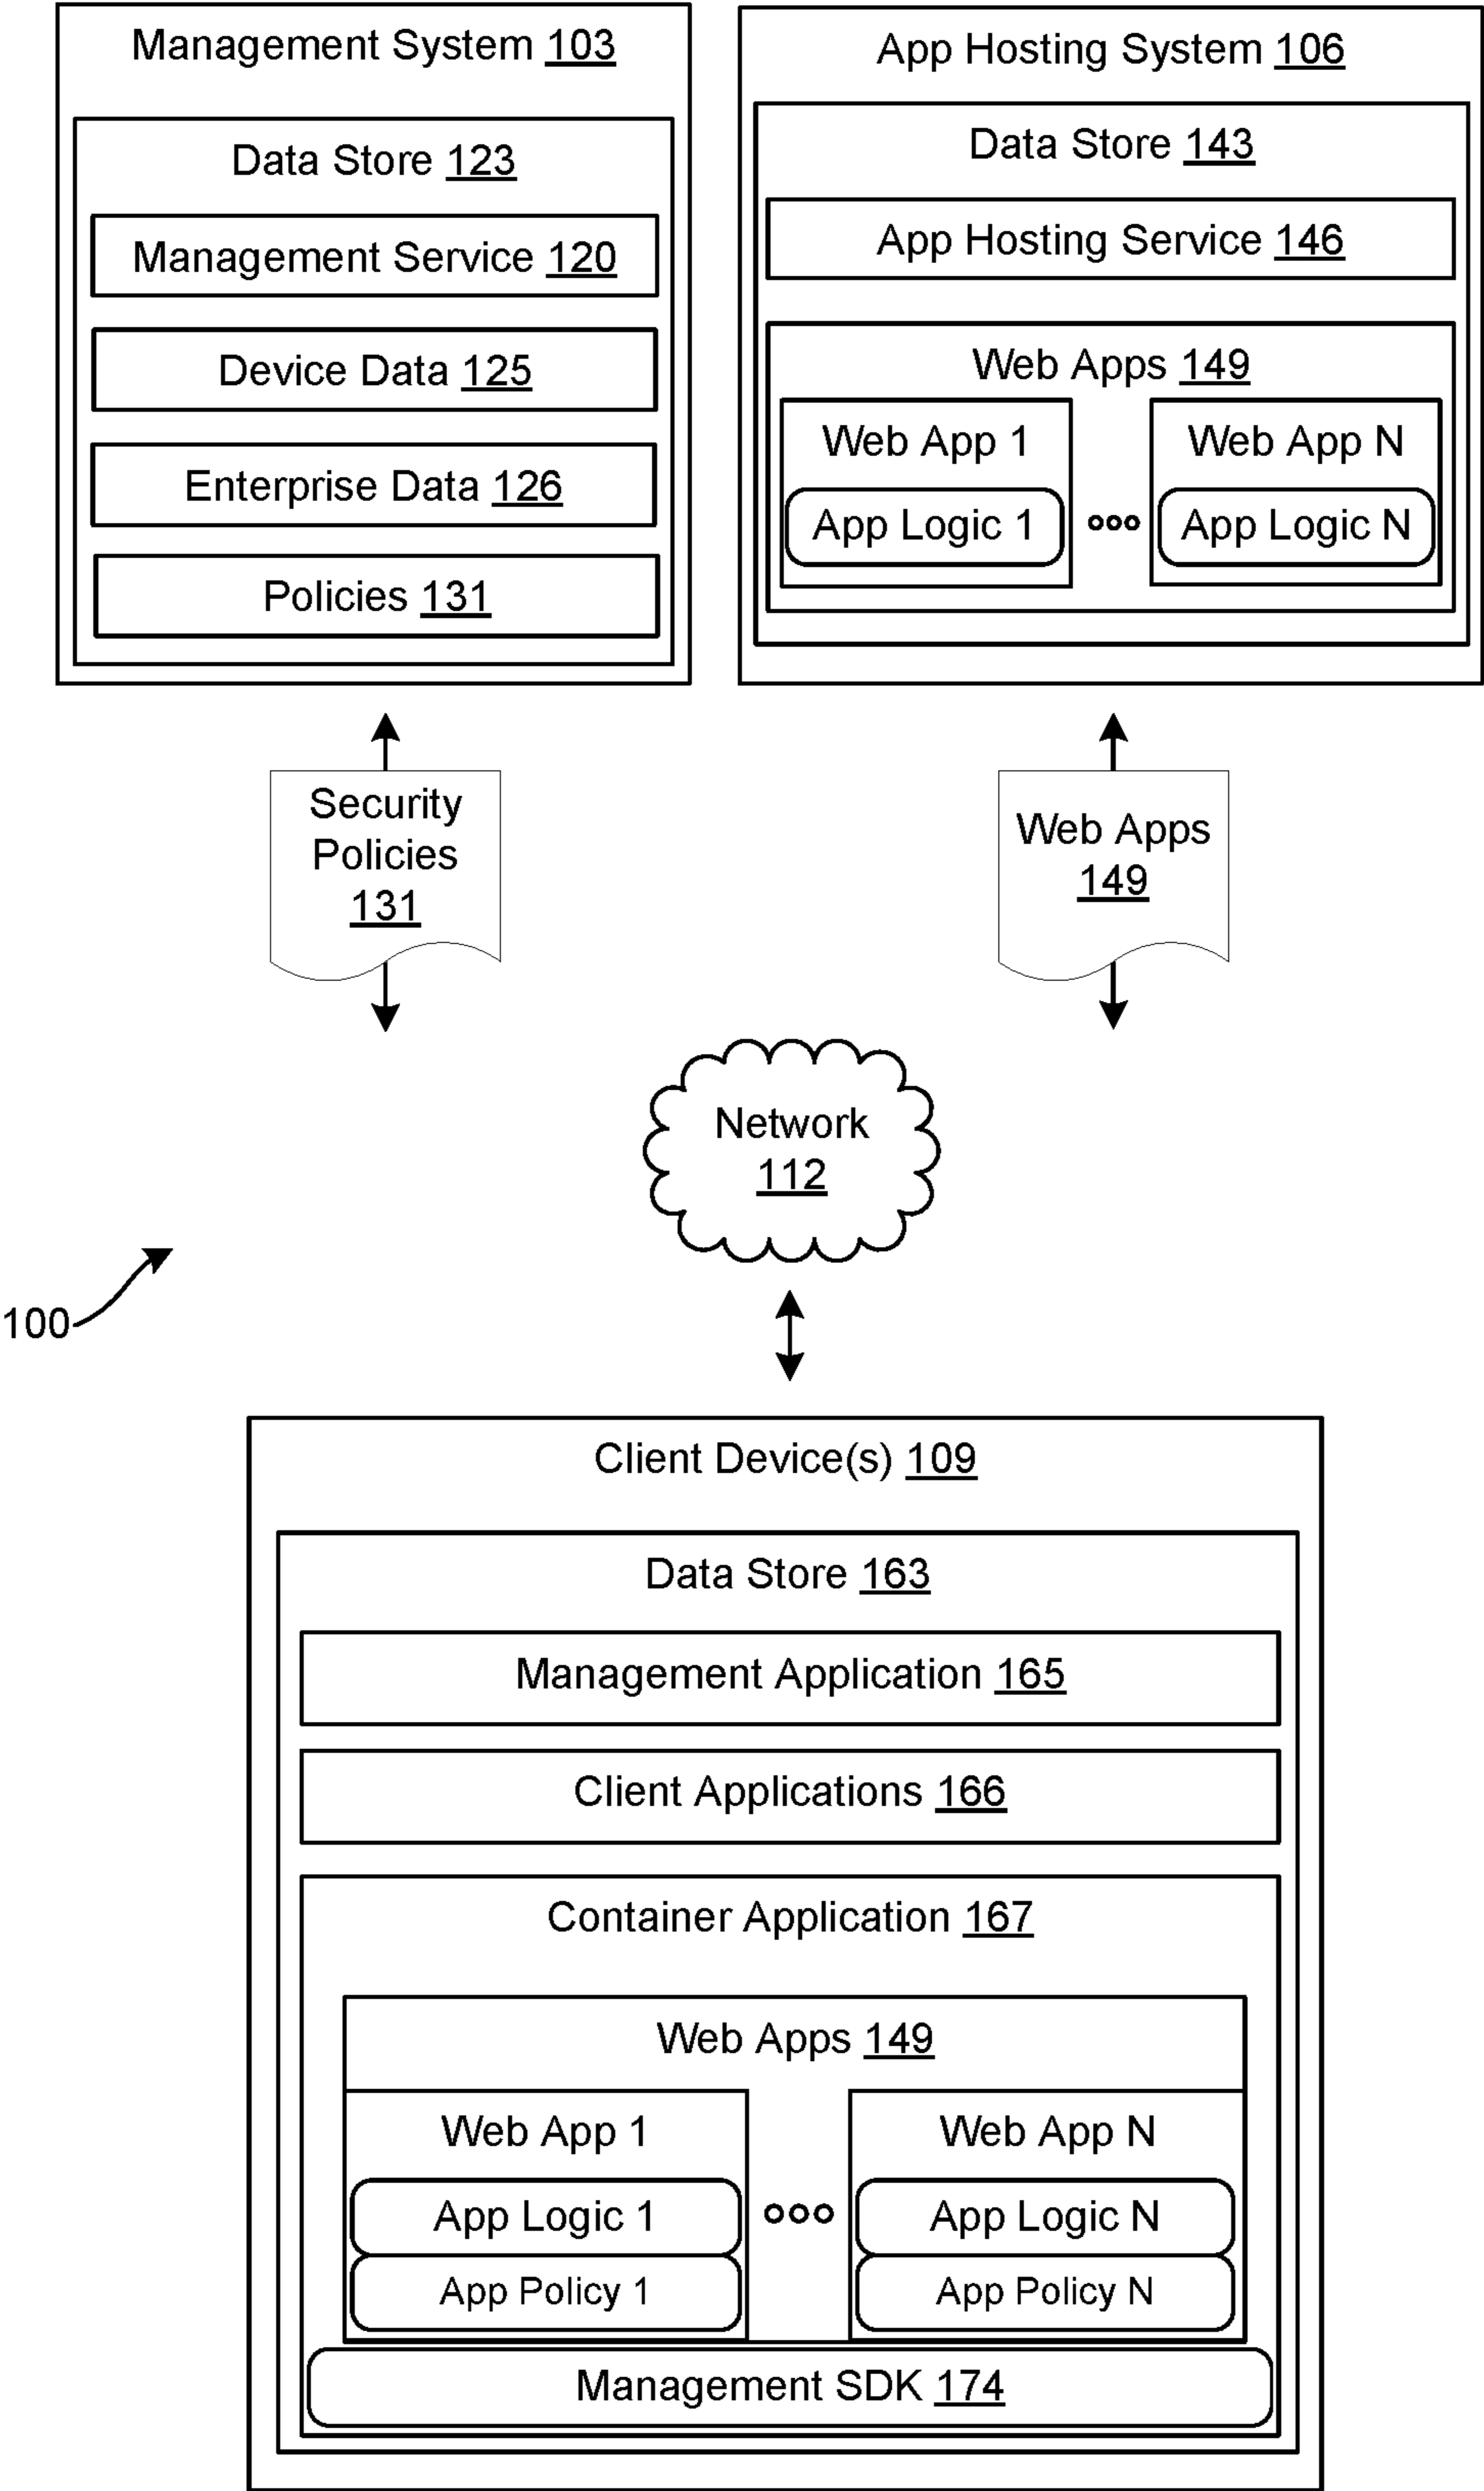 Management System 103
Data Store 123
Management Service 120
Device Data 125
Enterprise Data 126
Policies 131
App Hosting System 106
Data Store 143
App Hosting Service 146
Web Apps 149
Web App 1
App Logic 1
Web App N
App Logic N
Security
Policies
131
Web Apps
149
Network
112
100
Client Device(s) 109
Data Store 163
Management Application 165
Client Applications 166
Container Application 167
Web Apps 149
Web App 1
App Logic 1
App Policy 1
Web App N
App Logic N
App Policy N
Management SDK 174